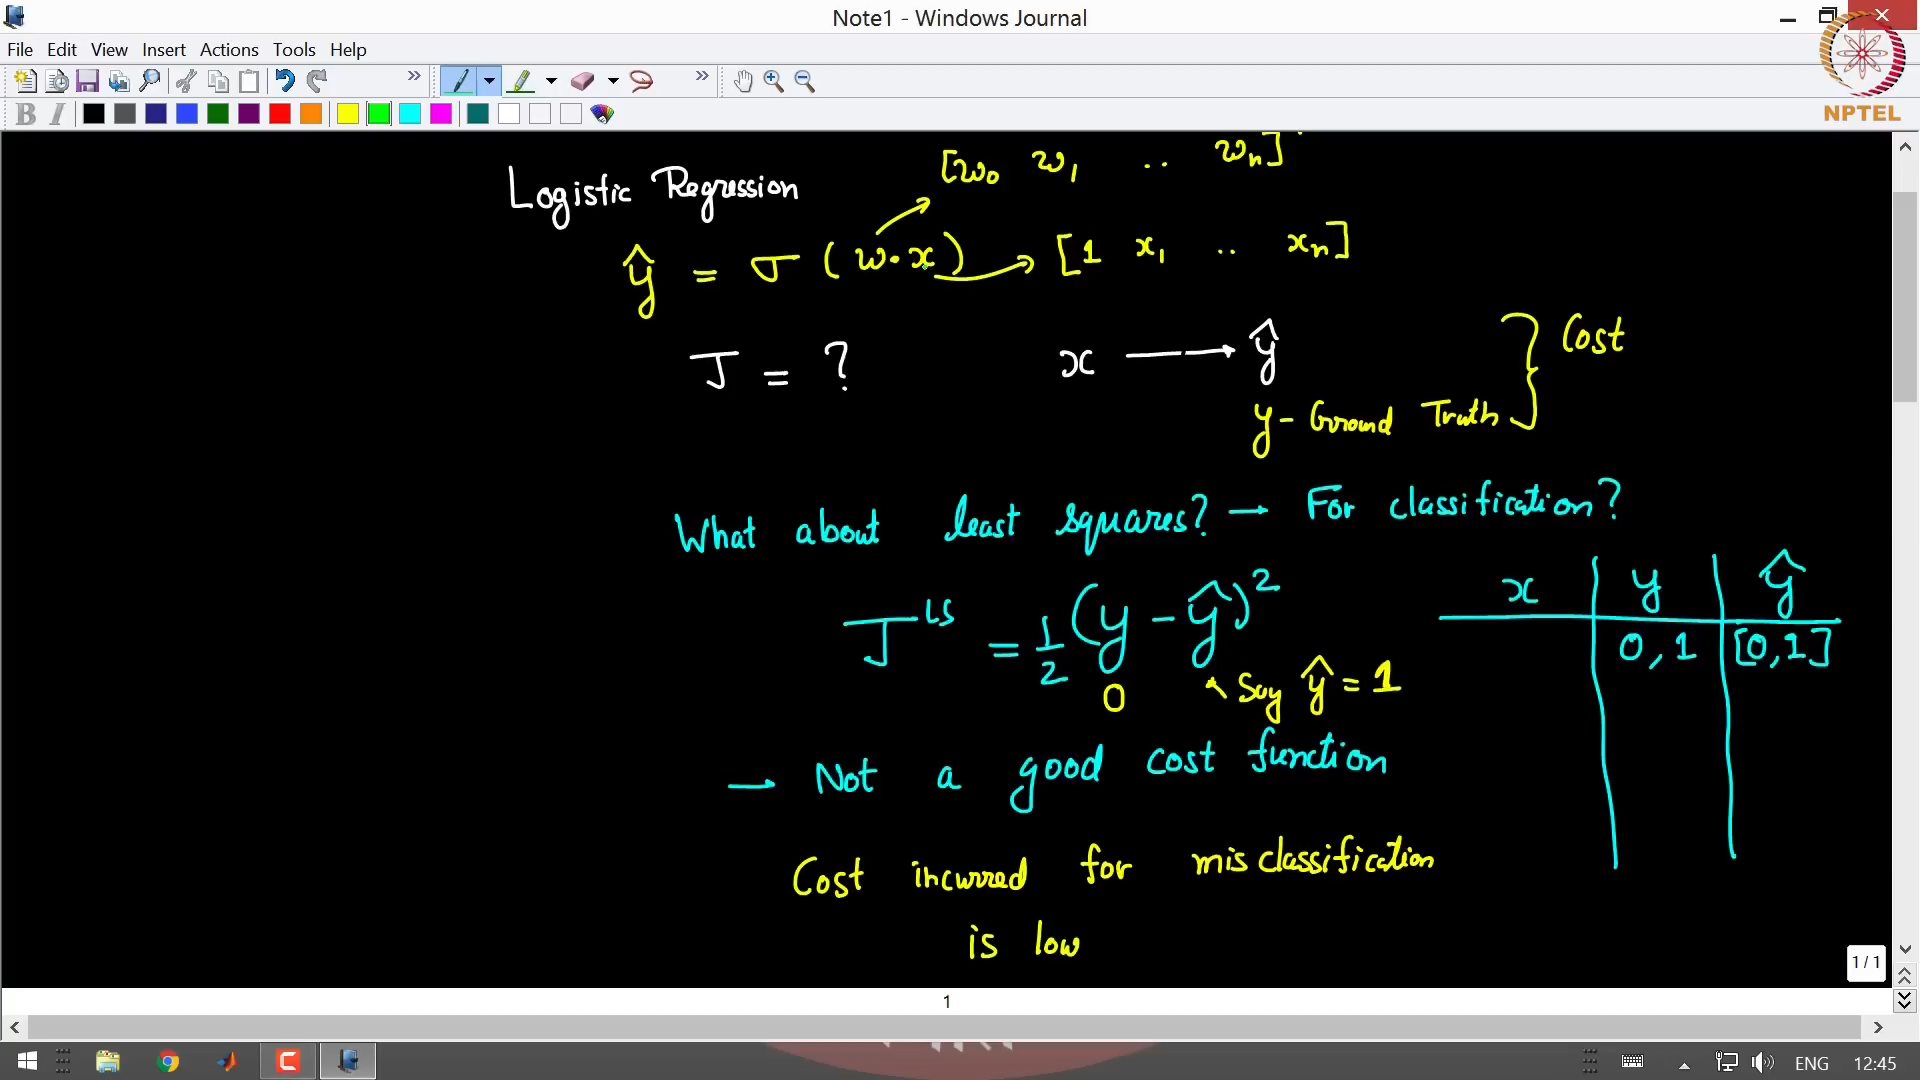 Note1 - Windows Journal
File Edit View Insert Actions Tools Help
B I
NPTEL
[w₀ w₁ .. wₙ]
Logistic Regression
ŷ = σ (w·x) → [1 x₁ .. xₙ]
J = ? x → ŷ } Cost
y - Ground Truth
What about least squares? → For classification?
x | y | ŷ
0, 1 | [0,1]
J^LS = 1/2 (y - ŷ)²
0 Say ŷ = 1
→ Not a good cost function
Cost incurred for misclassification
is low
1 / 1
1
ENG 12:45